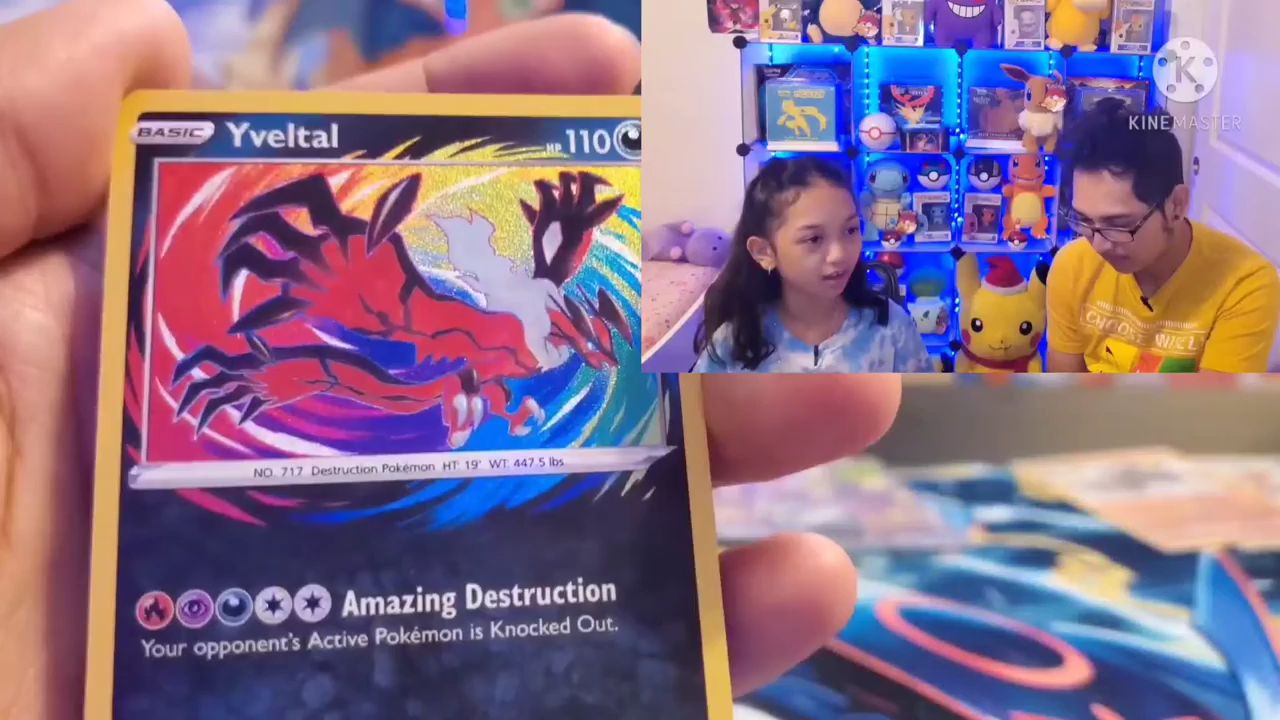 BASIC Yveltal HP 110
NO. 717 Destruction Pokémon HT: 19' WT: 447.5 lbs
Amazing Destruction
Your opponent's Active Pokémon is Knocked Out.
K
KINEMASTER
CHOOSE